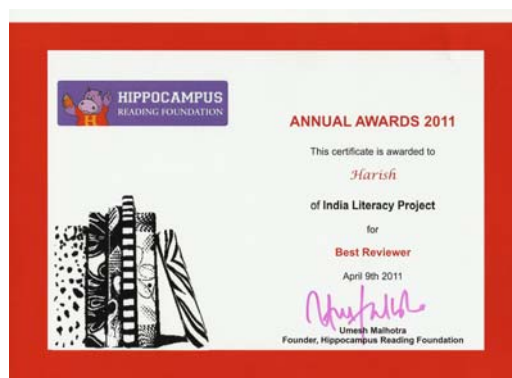 HIPPOCAMPUS
READING FOUNDATION
H
ANNUAL AWARDS 2011
This certificate is awarded to
Harish
of India Literacy Project
for
Best Reviewer
April 9th 2011
Umesh Malhotra
Founder, Hippocampus Reading Foundation